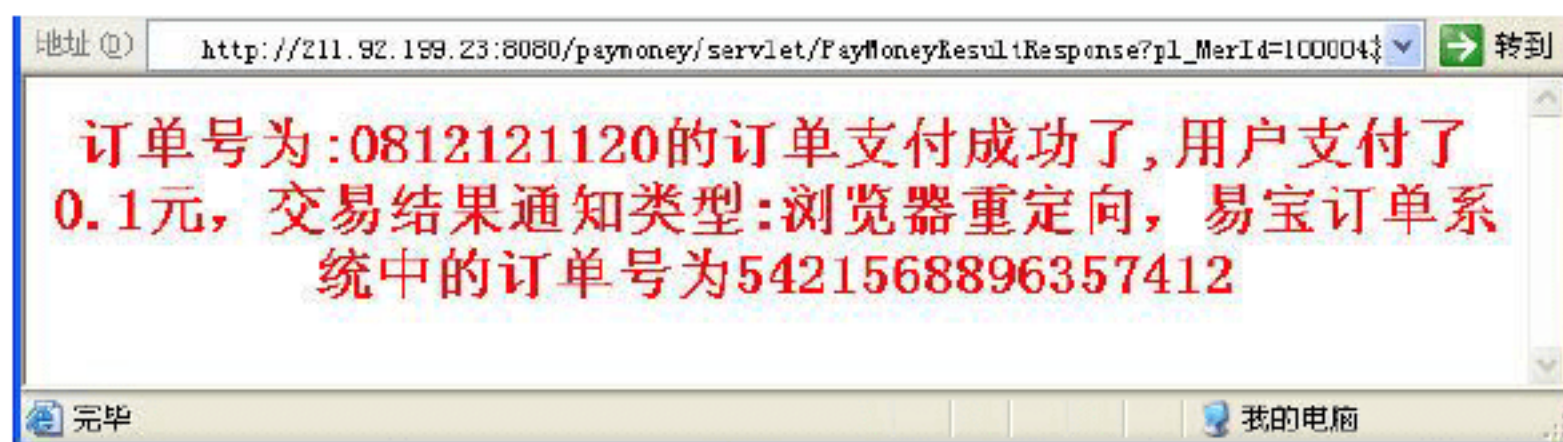 地址(D) http://211.92.199.23:8080/paymoney/servlet/PayMoneyResultResponse?p1_MerId=1000043 转到
订单号为:0812121120的订单支付成功了,用户支付了
0.1元，交易结果通知类型:浏览器重定向，易宝订单系
统中的订单号为5421568896357412
完毕 我的电脑